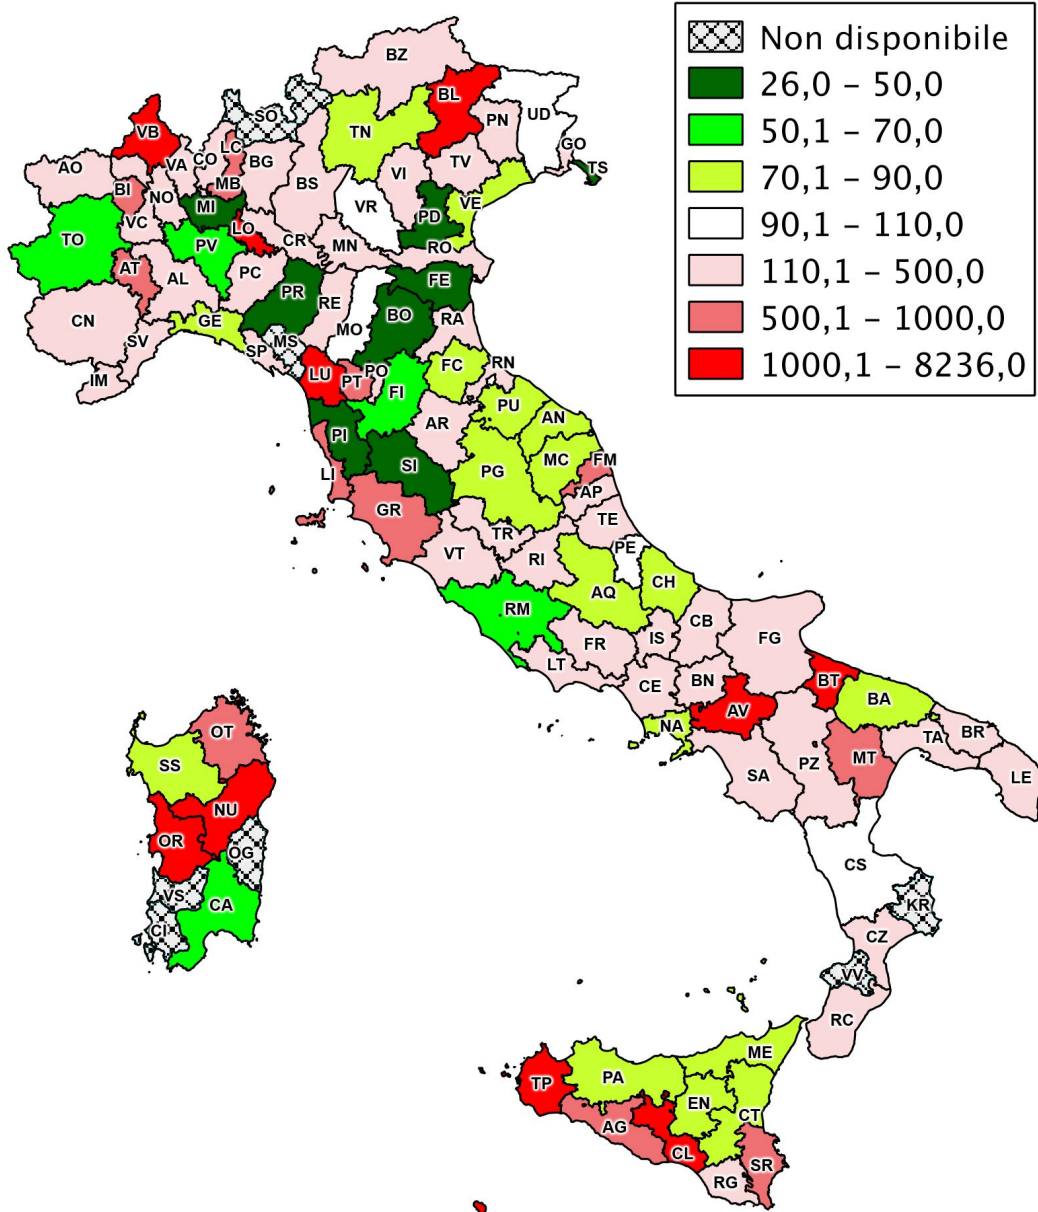 Non disponibile
26,0 – 50,0
50,1 – 70,0
70,1 – 90,0
90,1 – 110,0
110,1 – 500,0
500,1 – 1000,0
1000,1 – 8236,0
BZ
BL
SO
TN
PN
UD
VB
LC
GO
VA
CO
BG
TV
TS
AO
VI
BI
MB
BS
NO
VE
MI
VR
PD
VC
LO
TO
PV
CR
MN
RO
AT
AL
PC
FE
PR
RE
BO
CN
GE
MO
RA
SV
SP
MS
IM
LU
PT
PO
FC
RN
FI
PU
AN
AR
PI
SI
MC
LI
PG
FM
AP
GR
TE
TR
PE
VT
RI
CH
AQ
RM
CB
IS
FG
FR
LT
CE
BN
BT
BA
AV
NA
OT
BR
TA
SS
SA
PZ
MT
LE
NU
OR
OG
CS
VS
CA
KR
CI
CZ
VV
RC
ME
PA
TP
EN
CT
AG
CL
SR
RG